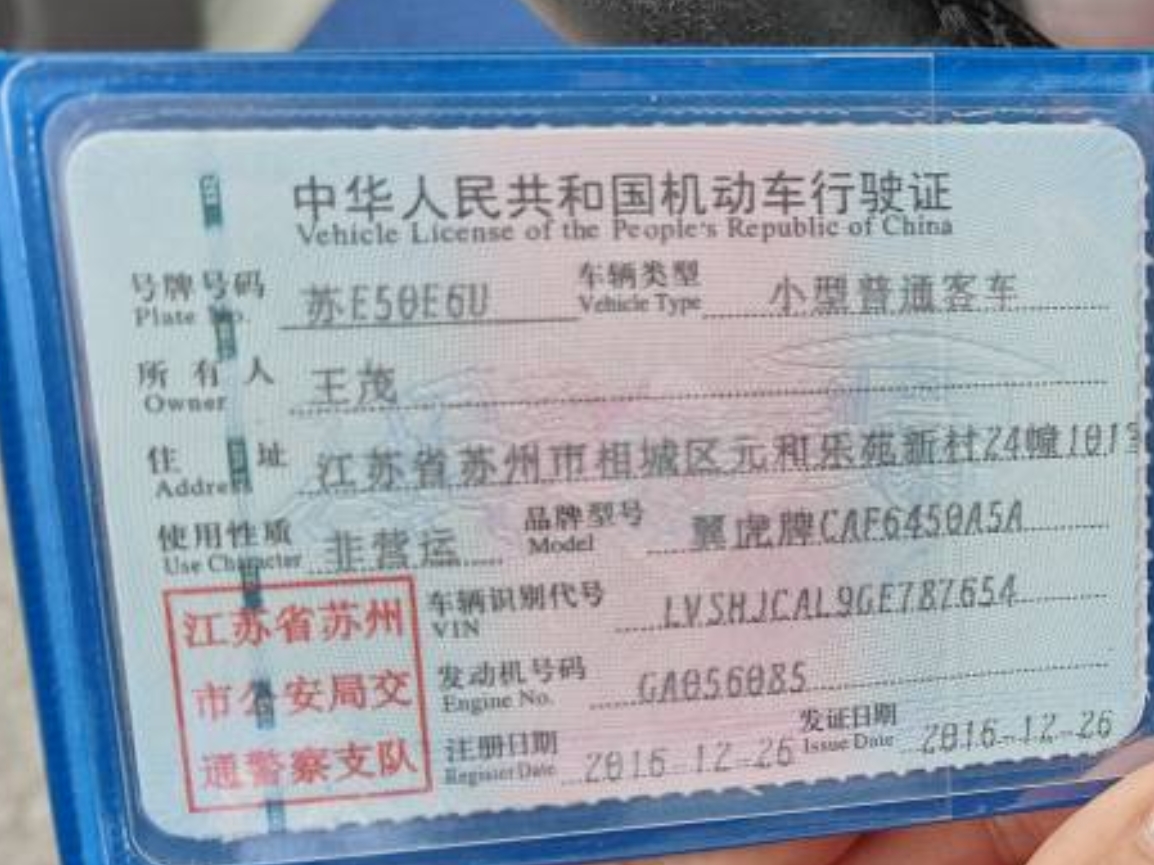 中华人民共和国机动车行驶证
Vehicle License of the People's Republic of China
号牌号码 苏E50E6U 车辆类型 小型普通客车
Plate No. Vehicle Type
所有人 王茂
Owner
住址 江苏省苏州市相城区元和乐苑新村24幢101室
Address
使用性质 非营运 品牌型号 翼虎牌CAF6450A5A
Use Character Model
江苏省苏州 车辆识别代号 LVSHJCAL9GE787654
VIN
市公安局交 发动机号码 GA056085
Engine No.
通警察支队 注册日期 2016-12-26 发证日期 2016-12-26
Register Date Issue Date